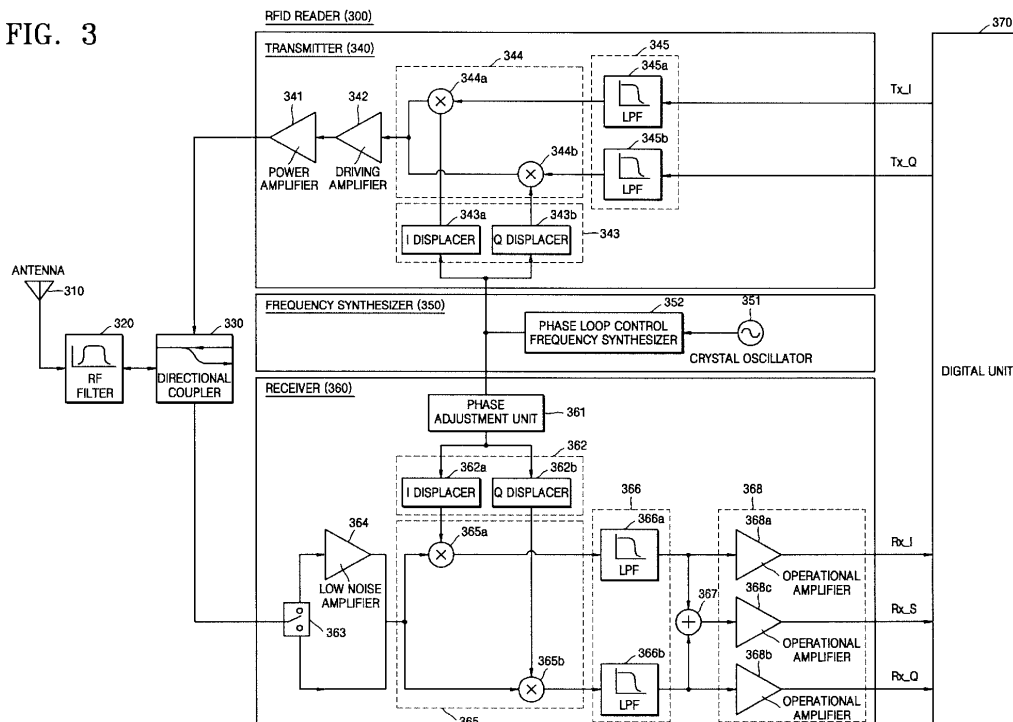 FIG. 3
RFID READER (300)
370
TRANSMITTER (340)
344
345
344a
345a
LPF
Tx_I
341
342
POWER
AMPLIFIER
DRIVING
AMPLIFIER
344b
345b
LPF
Tx_Q
343a
343b
I DISPLACER
Q DISPLACER
343
ANTENNA
310
FREQUENCY SYNTHESIZER (350)
352
351
PHASE LOOP CONTROL
FREQUENCY SYNTHESIZER
CRYSTAL OSCILLATOR
320
RF
FILTER
330
DIRECTIONAL
COUPLER
DIGITAL UNIT
RECEIVER (360)
PHASE
ADJUSTMENT UNIT
361
362
362a
362b
I DISPLACER
Q DISPLACER
366
368
364
LOW NOISE
AMPLIFIER
365a
366a
LPF
368a
OPERATIONAL
AMPLIFIER
Rx_I
363
367
368c
OPERATIONAL
AMPLIFIER
Rx_S
365b
366b
LPF
368b
OPERATIONAL
AMPLIFIER
Rx_Q
365